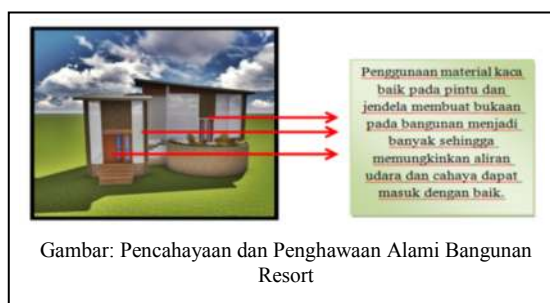 Penggunaan material kaca
baik pada pintu dan
jendela membuat bukaan
pada bangunan menjadi
banyak sehingga
memungkinkan aliran
udara dan cahaya dapat
masuk dengan baik.
Gambar: Pencahayaan dan Penghawaan Alami Bangunan
Resort